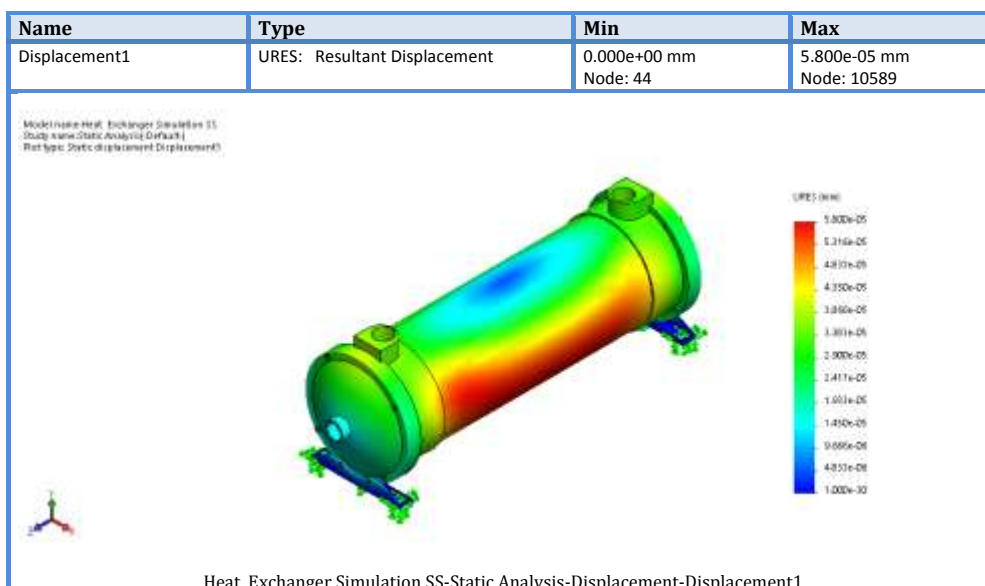 Name Type Min Max
Displacement1 URES: Resultant Displacement 0.000e+00 mm 5.800e-05 mm
Node: 44 Node: 10589
Model name: Heat Exchanger Simulation SS
Study name: Static Analysis(-Default-)
Plot type: Static displacement Displacement1
URES (mm)
5.800e-05
5.316e-05
4.833e-05
4.350e-05
3.866e-05
3.383e-05
2.900e-05
2.417e-05
1.933e-05
1.450e-05
9.666e-06
4.833e-06
1.000e-30
Heat Exchanger Simulation SS-Static Analysis-Displacement-Displacement1